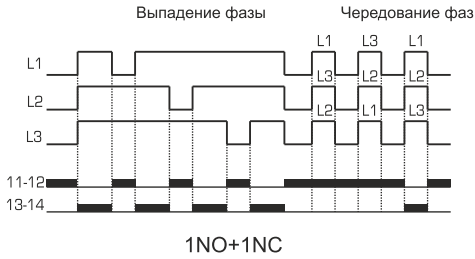 Выпадение фазы Чередование фаз
L1 L3 L1
L1
L3 L2 L2
L2
L2 L1 L3
L3
11-12
13-14
1NO+1NC